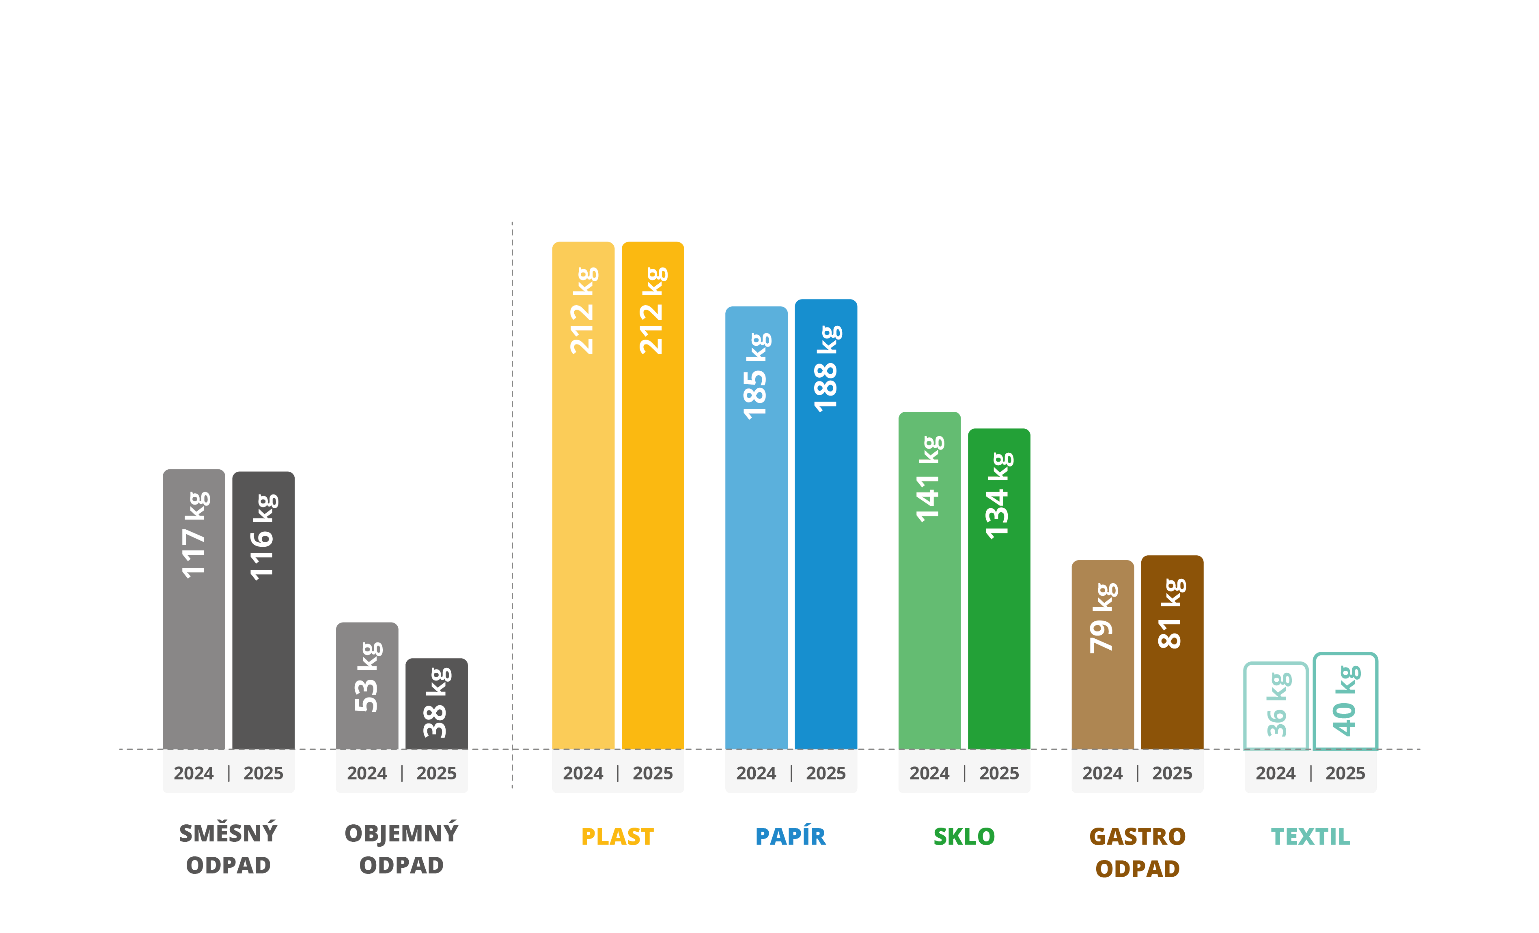 117 kg
116 kg
53 kg
38 kg
212 kg
212 kg
185 kg
188 kg
141 kg
134 kg
79 kg
81 kg
36 kg
40 kg
2024 | 2025
2024 | 2025
2024 | 2025
2024 | 2025
2024 | 2025
2024 | 2025
2024 | 2025
SMĚSNÝ
ODPAD
OBJEMNÝ
ODPAD
PLAST
PAPÍR
SKLO
GASTRO
ODPAD
TEXTIL